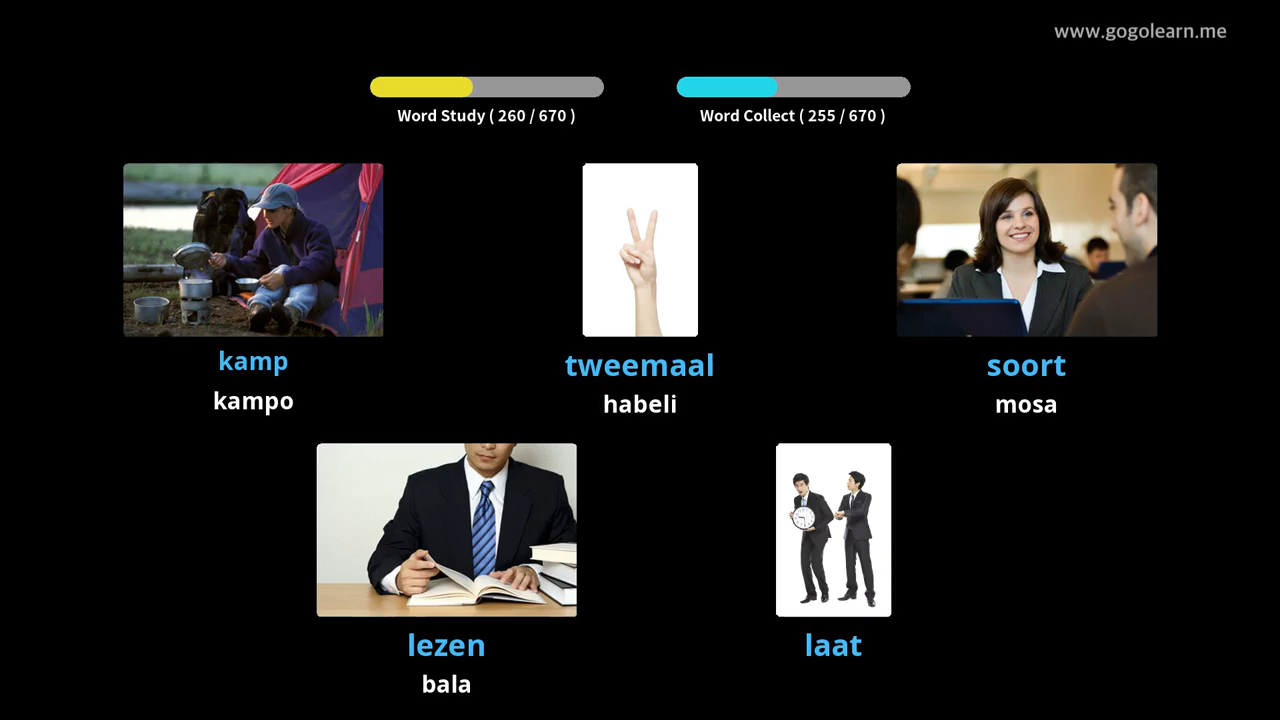 www.gogolearn.me
Word Study ( 260 / 670 )
Word Collect ( 255 / 670 )
kamp
kampo
tweemaal
habeli
soort
mosa
lezen
bala
laat